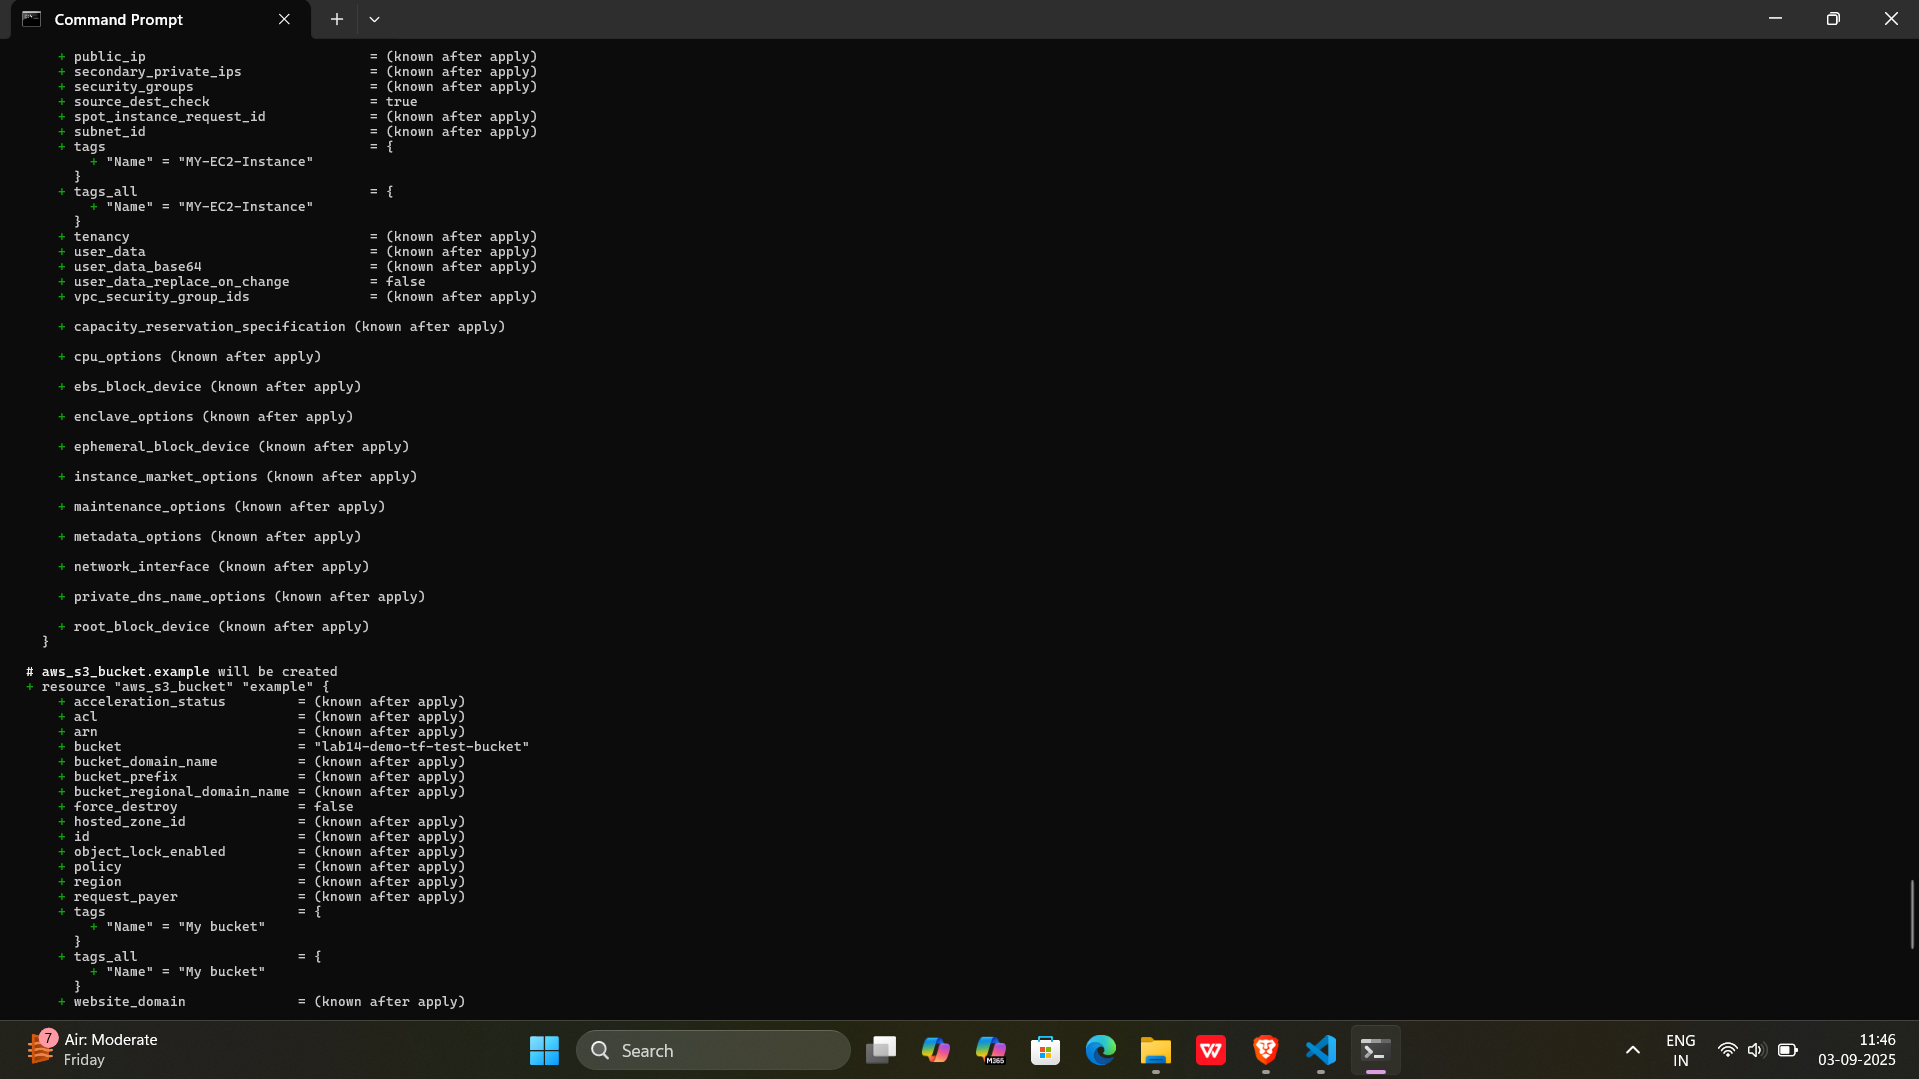 Command Prompt
+ public_ip = (known after apply)
+ secondary_private_ips = (known after apply)
+ security_groups = (known after apply)
+ source_dest_check = true
+ spot_instance_request_id = (known after apply)
+ subnet_id = (known after apply)
+ tags = {
+ "Name" = "MY-EC2-Instance"
}
+ tags_all = {
+ "Name" = "MY-EC2-Instance"
}
+ tenancy = (known after apply)
+ user_data = (known after apply)
+ user_data_base64 = (known after apply)
+ user_data_replace_on_change = false
+ vpc_security_group_ids = (known after apply)
+ capacity_reservation_specification (known after apply)
+ cpu_options (known after apply)
+ ebs_block_device (known after apply)
+ enclave_options (known after apply)
+ ephemeral_block_device (known after apply)
+ instance_market_options (known after apply)
+ maintenance_options (known after apply)
+ metadata_options (known after apply)
+ network_interface (known after apply)
+ private_dns_name_options (known after apply)
+ root_block_device (known after apply)
}
# aws_s3_bucket.example will be created
+ resource "aws_s3_bucket" "example" {
+ acceleration_status = (known after apply)
+ acl = (known after apply)
+ arn = (known after apply)
+ bucket = "lab14-demo-tf-test-bucket"
+ bucket_domain_name = (known after apply)
+ bucket_prefix = (known after apply)
+ bucket_regional_domain_name = (known after apply)
+ force_destroy = false
+ hosted_zone_id = (known after apply)
+ id = (known after apply)
+ object_lock_enabled = (known after apply)
+ policy = (known after apply)
+ region = (known after apply)
+ request_payer = (known after apply)
+ tags = {
+ "Name" = "My bucket"
}
+ tags_all = {
+ "Name" = "My bucket"
}
+ website_domain = (known after apply)
7
Air: Moderate
Friday
Search
M365
W
ENG
IN
11:46
03-09-2025